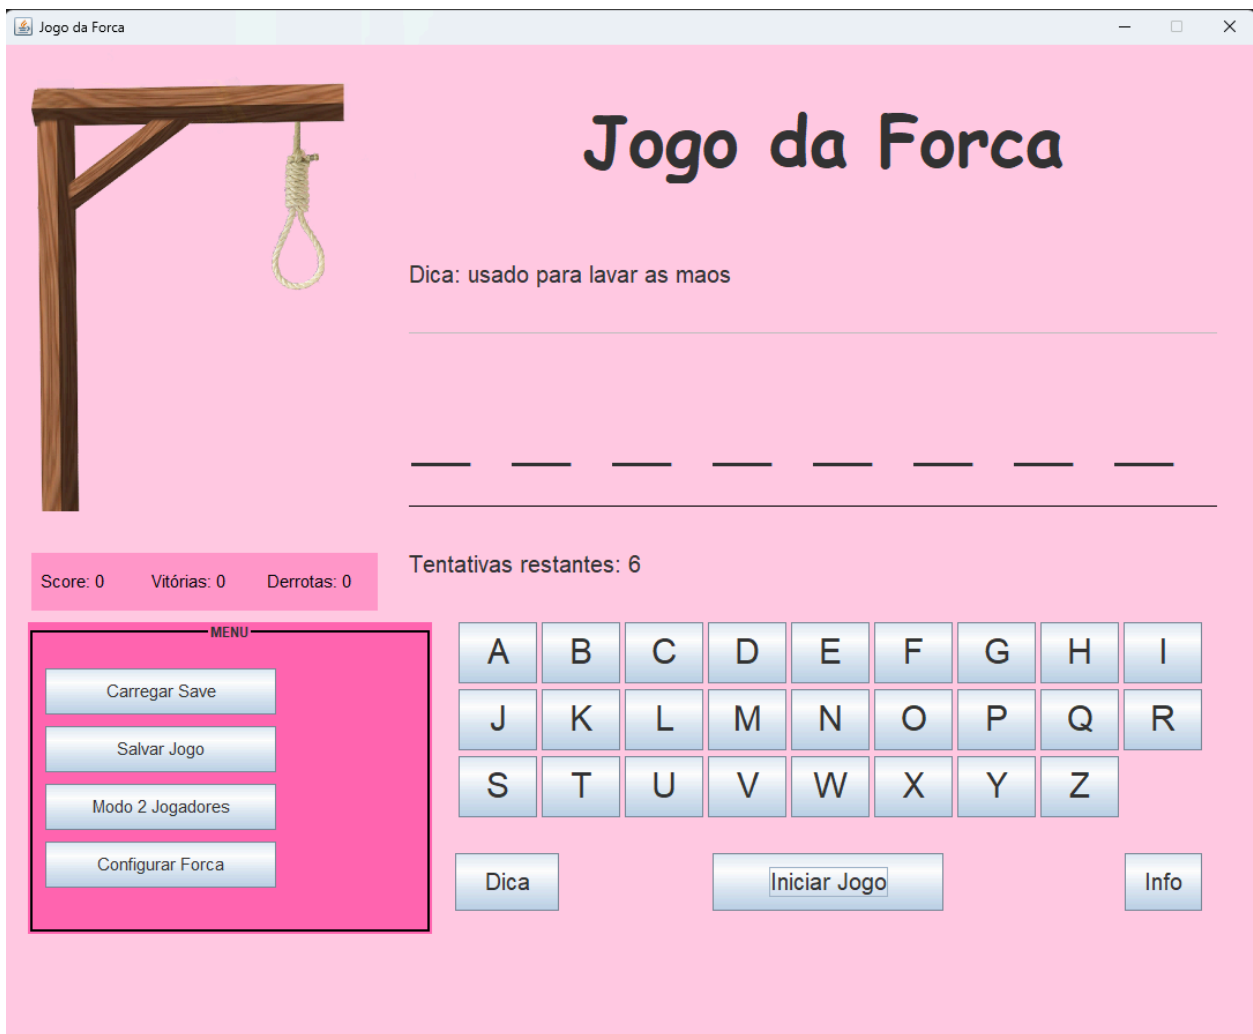 Jogo da Forca
Jogo da Forca
Dica: usado para lavar as maos
Tentativas restantes: 6
Score: 0 Vitórias: 0 Derrotas: 0
MENU
Carregar Save
Salvar Jogo
Modo 2 Jogadores
Configurar Forca
A B C D E F G H I
J K L M N O P Q R
S T U V W X Y Z
Dica Iniciar Jogo Info